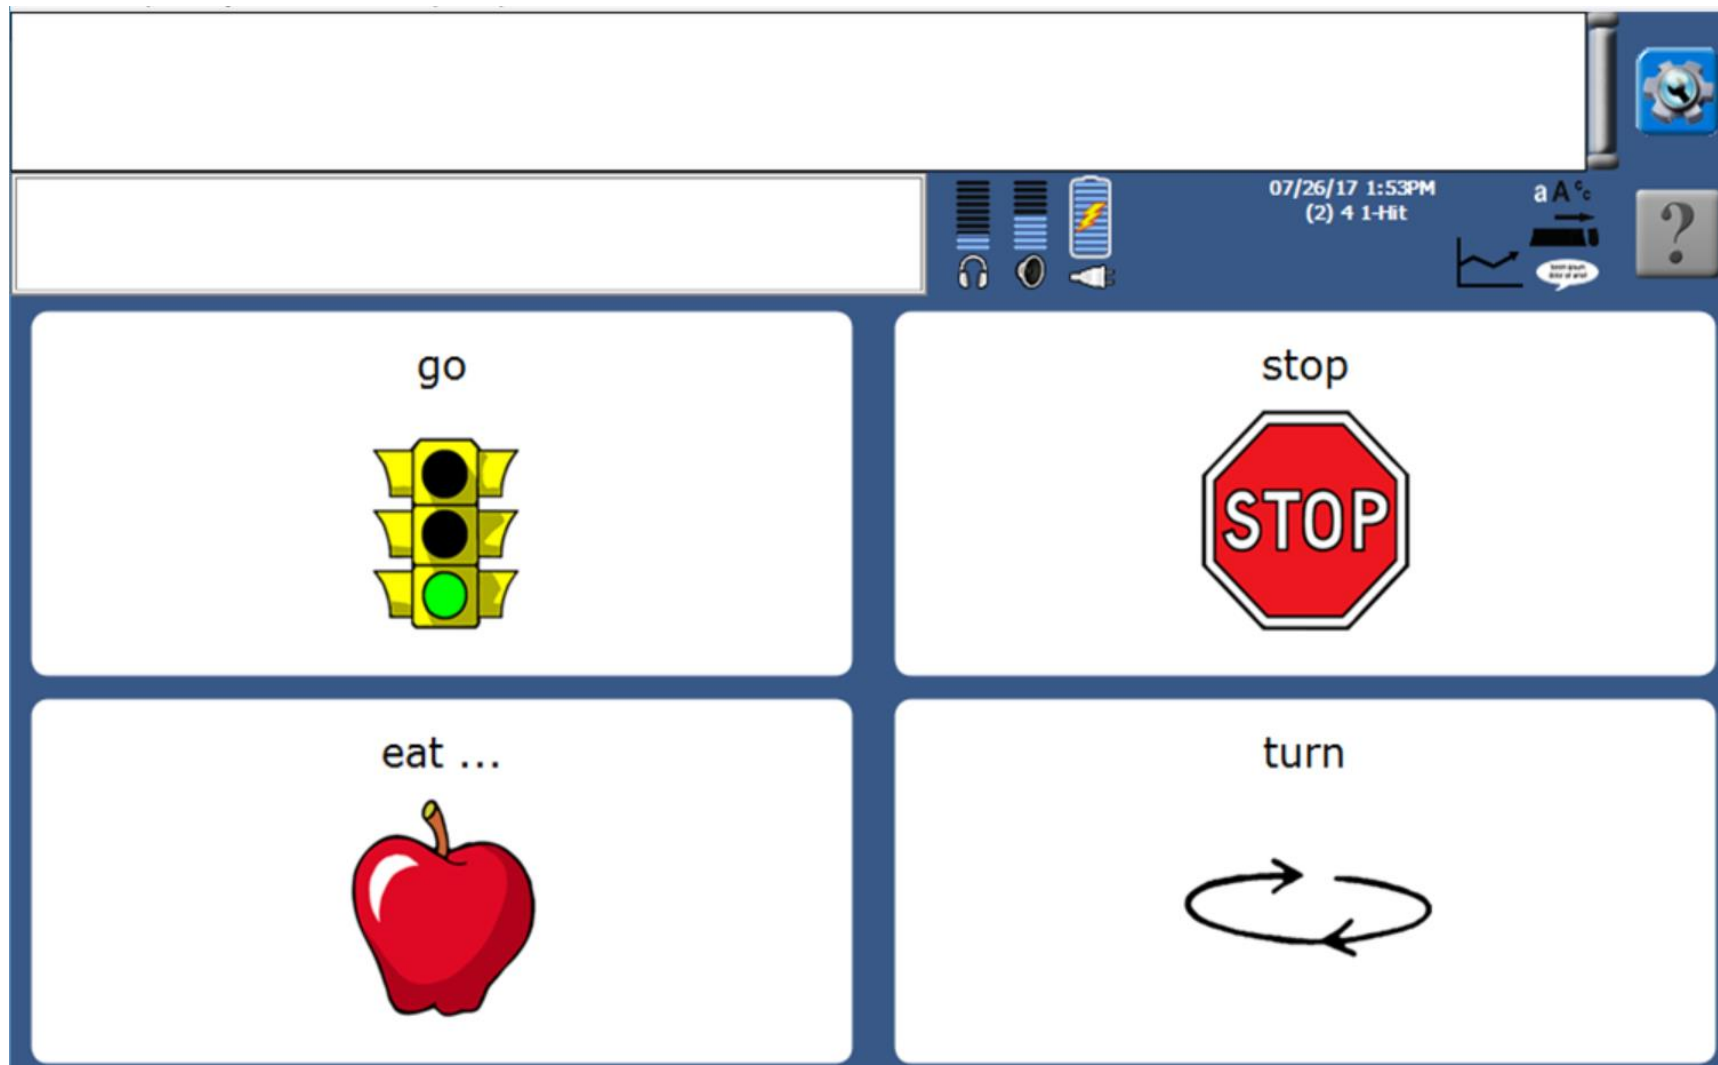 07/26/17 1:53PM
(2) 4 1-Hit
a A c c
?
go
stop
STOP
eat ...
turn